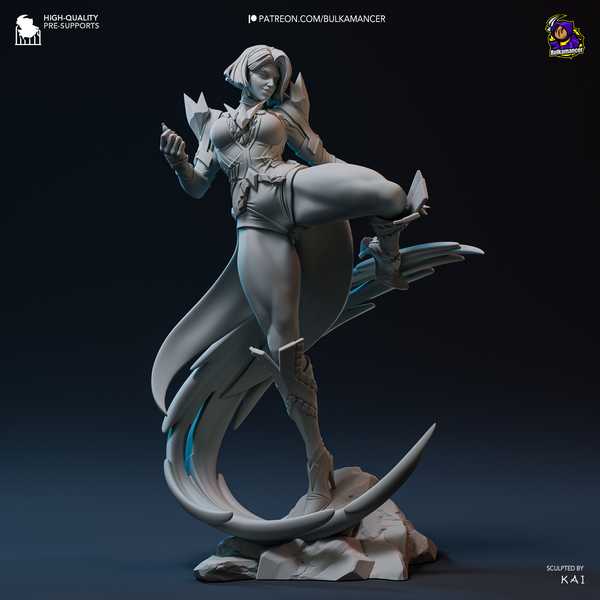 HIGH-QUALITY
PRE-SUPPORTS
PATREON.COM/BULKAMANCER
Bulkamancer
SCULPTED BY
KAI